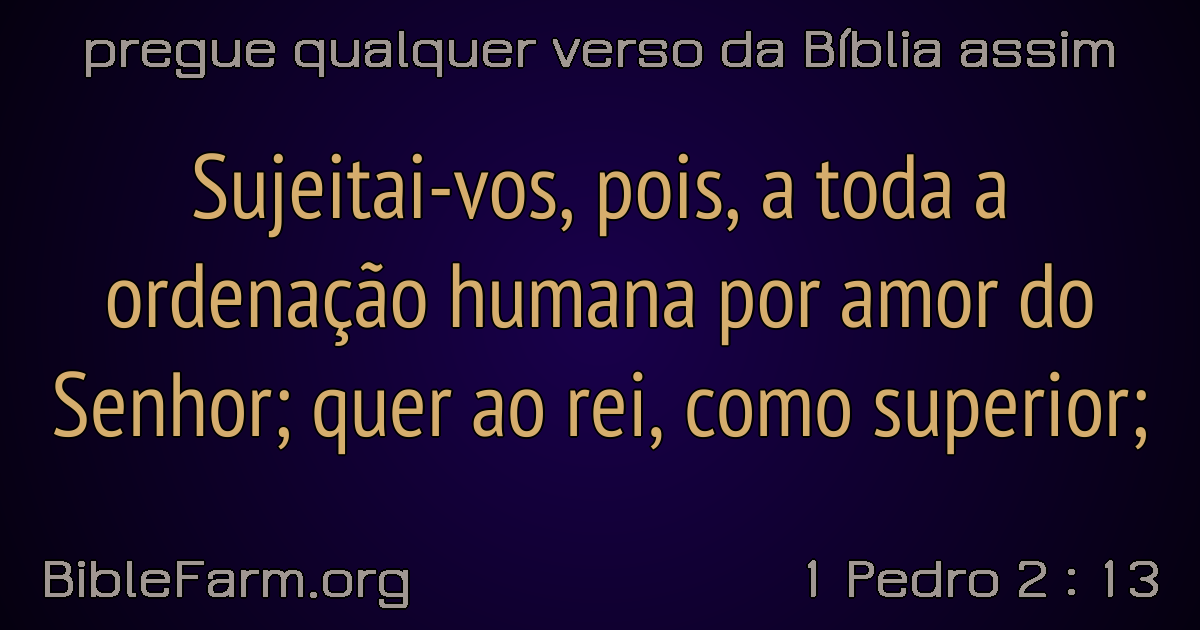 pregue qualquer verso da Bíblia assim
Sujeitai-vos, pois, a toda a
ordenação humana por amor do
Senhor; quer ao rei, como superior;
BibleFarm.org
1 Pedro 2 : 13